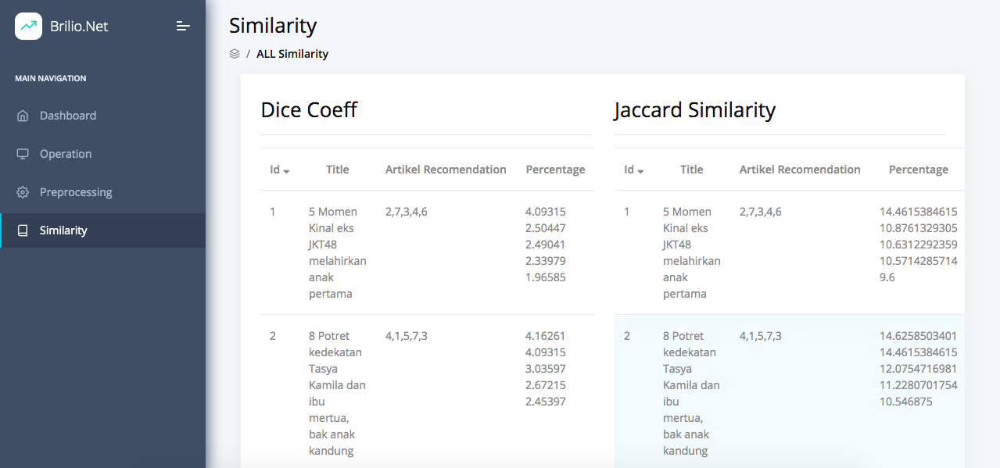 Brilio.Net
MAIN NAVIGATION
Dashboard
Operation
Preprocessing
Similarity
Similarity
/ ALL Similarity
Dice Coeff
Id Title Artikel Recomendation Percentage
1 5 Momen 2,7,3,4,6 4.09315
Kinal eks 2.50447
JKT48 2.49041
melahirkan 2.33979
anak 1.96585
pertama
2 8 Potret 4,1,5,7,3 4.16261
kedekatan 4.09315
Tasya 3.03597
Kamila dan 2.67215
ibu 2.45397
mertua,
bak anak
kandung
Jaccard Similarity
Id Title Artikel Recomendation Percentage
1 5 Momen 2,7,3,4,6 14.4615384615
Kinal eks 10.8761329305
JKT48 10.6312292359
melahirkan 10.5714285714
anak 9.6
pertama
2 8 Potret 4,1,5,7,3 14.6258503401
kedekatan 14.4615384615
Tasya 12.0754716981
Kamila dan 11.2280701754
ibu 10.546875
mertua,
bak anak
kandung